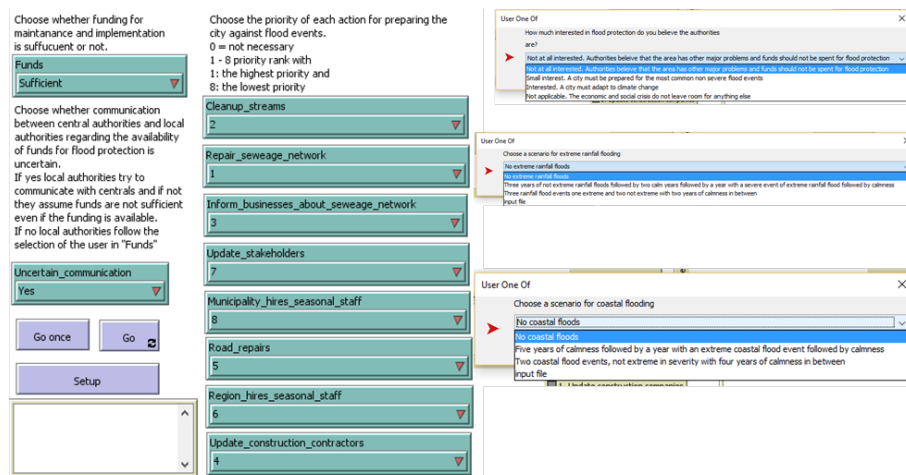 Choose whether funding for
maintanance and implementation
is suffucuent or not.
Funds
Sufficient
Choose whether communication
between central authorities and local
authorities regarding the availability
of funds for flood protection is
uncertain.
If yes local authorities try to
communicate with centrals and if not
they assume funds are not sufficient
even if the funding is available.
If no local authorities follow the
selection of the user in "Funds"
Uncertain_communication
Yes
Go once
Go
Setup
Choose the priority of each action for preparing the
city against flood events.
0 = not necessary
1 - 8 priority rank with
1: the highest priority and
8: the lowest priority
Cleanup_streams
2
Repair_seweage_network
1
Inform_businesses_about_seweage_network
3
Update_stakeholders
7
Municipality_hires_seasonal_staff
8
Road_repairs
5
Region_hires_seasonal_staff
6
Update_construction_contractors
4
User One Of
How much interested in flood protection do you believe the authorities
are?
Not at all interested. Authorities beleive that the area has other major problems and funds should not be spent for flood protection
Not at all interested. Authorities beleive that the area has other major problems and funds should not be spent for flood protection
Small interest. A city must be prepared for the most common non severe flood events
Interested. A city must adapt to climate change
Not applicable. The economic and social crisis do not leave room for anything else
User One Of
Choose a scenario for extreme rainfall flooding
No extreme rainfall floods
No extreme rainfall floods
Three years of not extreme rainfall floods followed by two calm years followed by a year with a severe event of extreme rainfall flood followed by calmness
Three rainfall flood events one extreme and two not extreme with two years of calmness in between
input file
User One Of
Choose a scenario for coastal flooding
No coastal floods
No coastal floods
Five years of calmness followed by a year with an extreme coastal flood event followed by calmness
Two coastal flood events, not extreme in severity with four years of calmness in between
input file